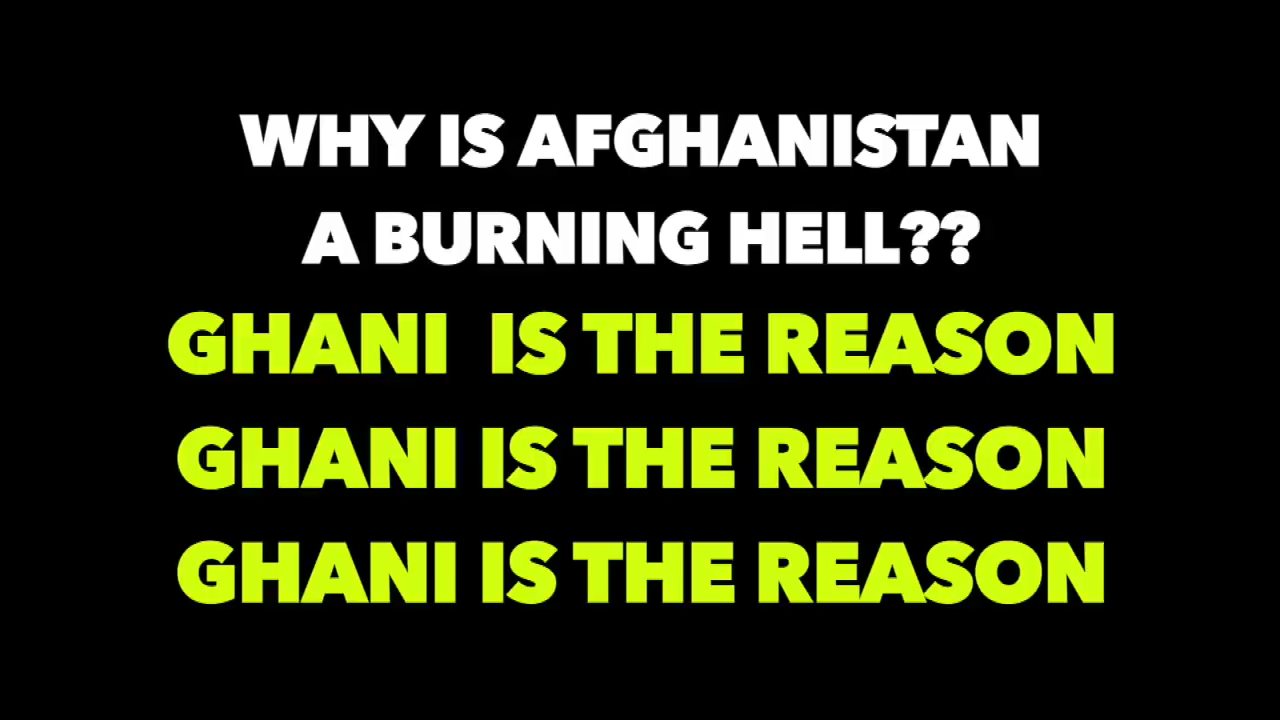 WHY IS AFGHANISTAN
A BURNING HELL??
GHANI IS THE REASON
GHANI IS THE REASON
GHANI IS THE REASON